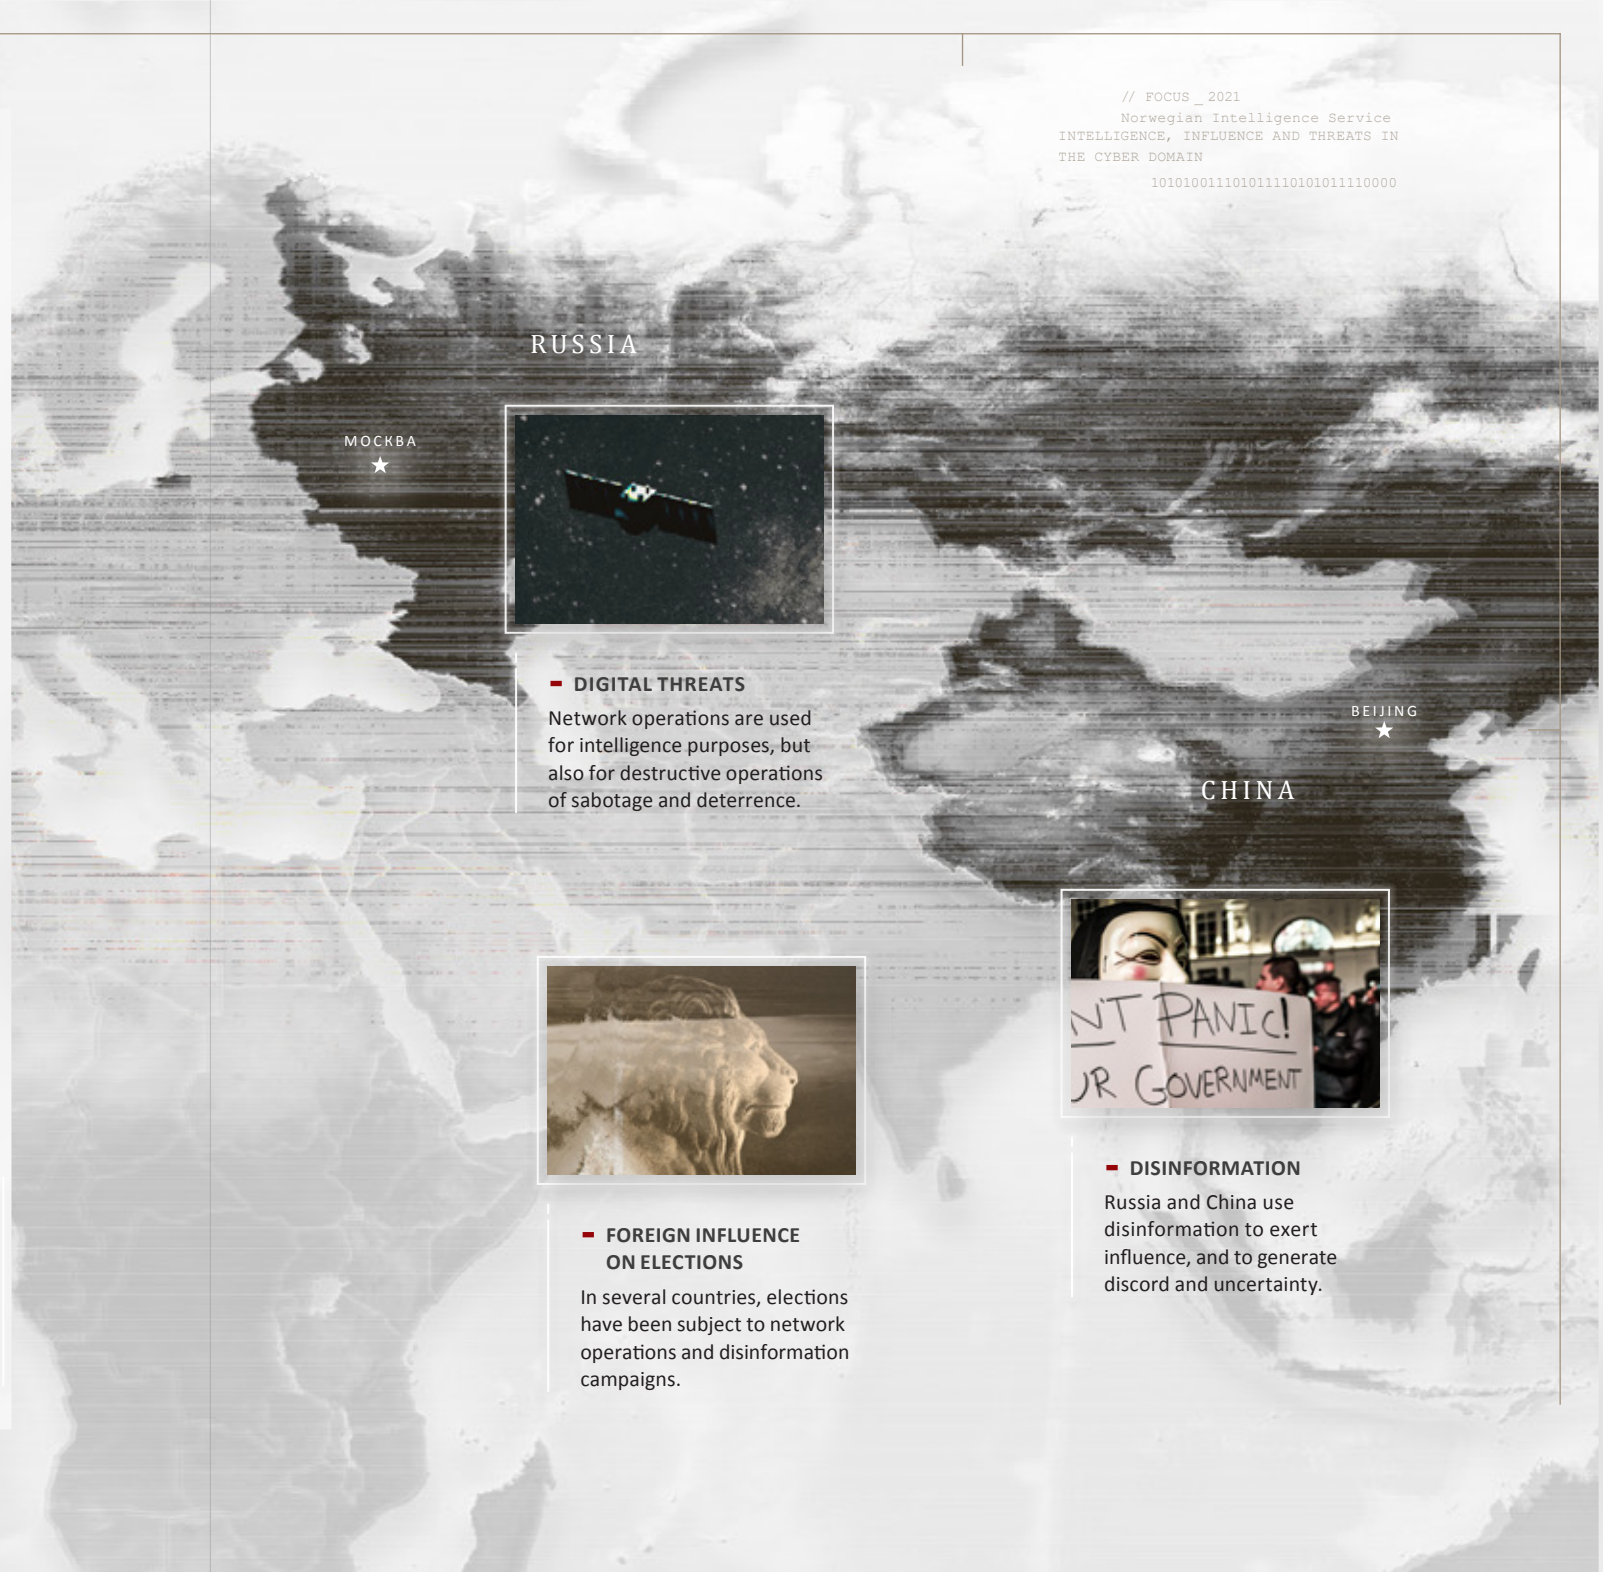 // FOCUS _ 2021
Norwegian Intelligence Service
INTELLIGENCE, INFLUENCE AND THREATS IN
THE CYBER DOMAIN
1010100111010111110101011110000
RUSSIA
МОСКВА
DIGITAL THREATS
Network operations are used
for intelligence purposes, but
also for destructive operations
of sabotage and deterrence.
BEIJING
CHINA
N'T PANIC!
UR GOVERNMENT
FOREIGN INFLUENCE
ON ELECTIONS
In several countries, elections
have been subject to network
operations and disinformation
campaigns.
DISINFORMATION
Russia and China use
disinformation to exert
influence, and to generate
discord and uncertainty.